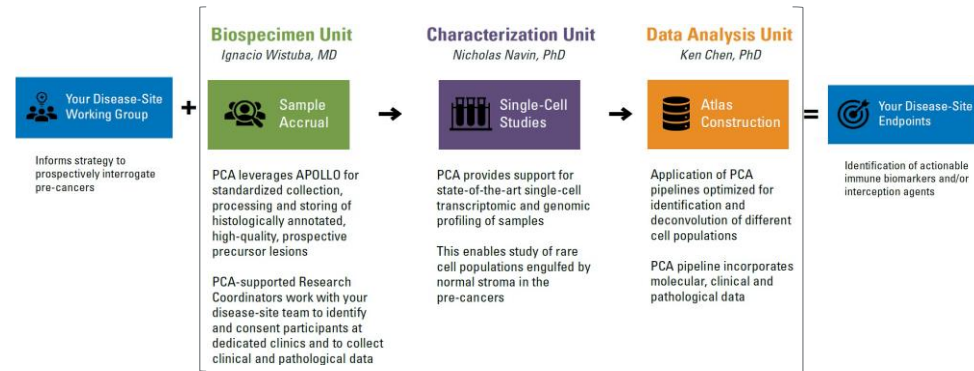 Biospecimen Unit
Ignacio Wistuba, MD
Characterization Unit
Nicholas Navin, PhD
Data Analysis Unit
Ken Chen, PhD
Your Disease-Site
Working Group
+
Sample
Accrual
Single-Cell
Studies
Atlas
Construction
=
Your Disease-Site
Endpoints
Informs strategy to
prospectively interrogate
pre-cancers
PCA leverages APOLLO for
standardized collection,
processing and storing of
histologically annotated,
high-quality, prospective
precursor lesions
PCA-supported Research
Coordinators work with your
disease-site team to identify
and consent participants at
dedicated clinics and to collect
clinical and pathological data
PCA provides support for
state-of-the-art single-cell
transcriptomic and genomic
profiling of samples
This enables study of rare
cell populations engulfed by
normal stroma in the
pre-cancers
Application of PCA
pipelines optimized for
identification and
deconvolution of different
cell populations
PCA pipeline incorporates
molecular, clinical and
pathological data
Identification of actionable
immune biomarkers and/or
interception agents